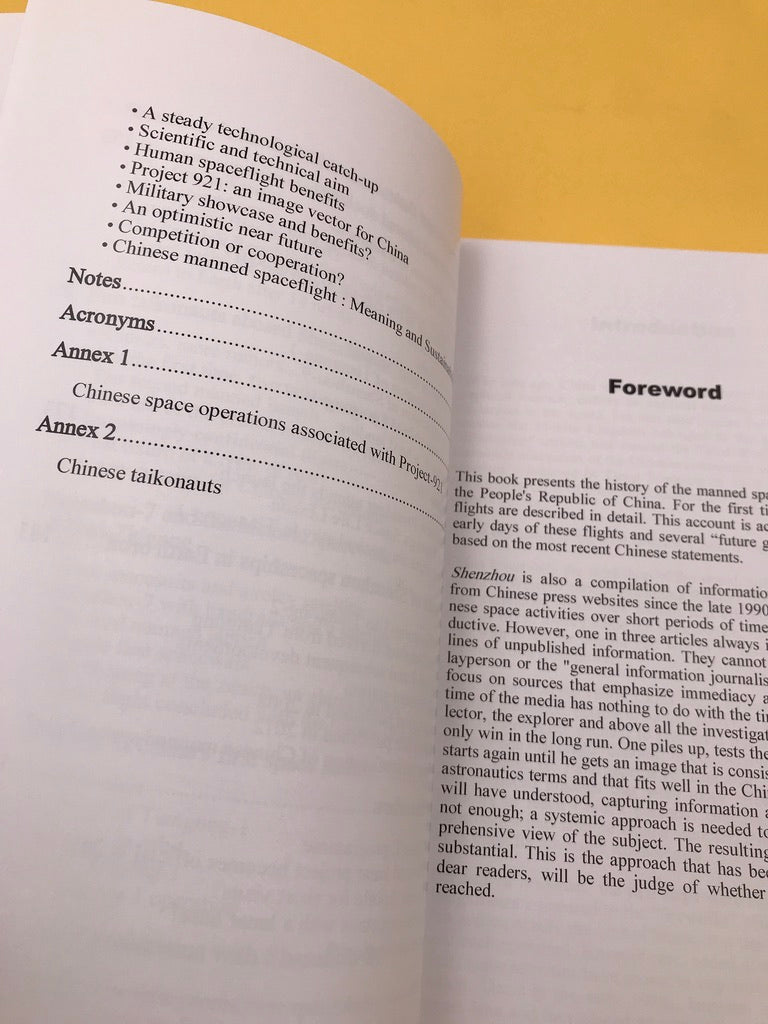 • A steady technological catch-up
• Scientific and technical aim
• Human spaceflight benefits
• Project 921: an image vector for China
• Military showcase and benefits?
• An optimistic near future
• Competition or cooperation?
• Chinese manned spaceflight : Meaning and
Notes
Acronyms
Annex 1
Chinese space operations associated with Project-921
Annex 2
Chinese taikonauts
Foreword
This book presents the history of the manned
the People's Republic of China. For the first
flights are described in detail. This account is
early days of these flights and several "future
based on the most recent Chinese statements.
Shenzhou is also a compilation of
from Chinese press websites since the late
nese space activities over short periods of time
ductive. However, one in three articles always
lines of unpublished information. They cannot
layperson or the "general information
focus on sources that emphasize immediacy
time of the media has nothing to do with the
lector, the explorer and above all the
only win in the long run. One piles up, tests
starts again until he gets an image that is
astronautics terms and that fits well in the
will have understood, capturing information
not enough; a systemic approach is needed
prehensive view of the subject. The resulting
substantial. This is the approach that has
dear readers, will be the judge of whether
reached.